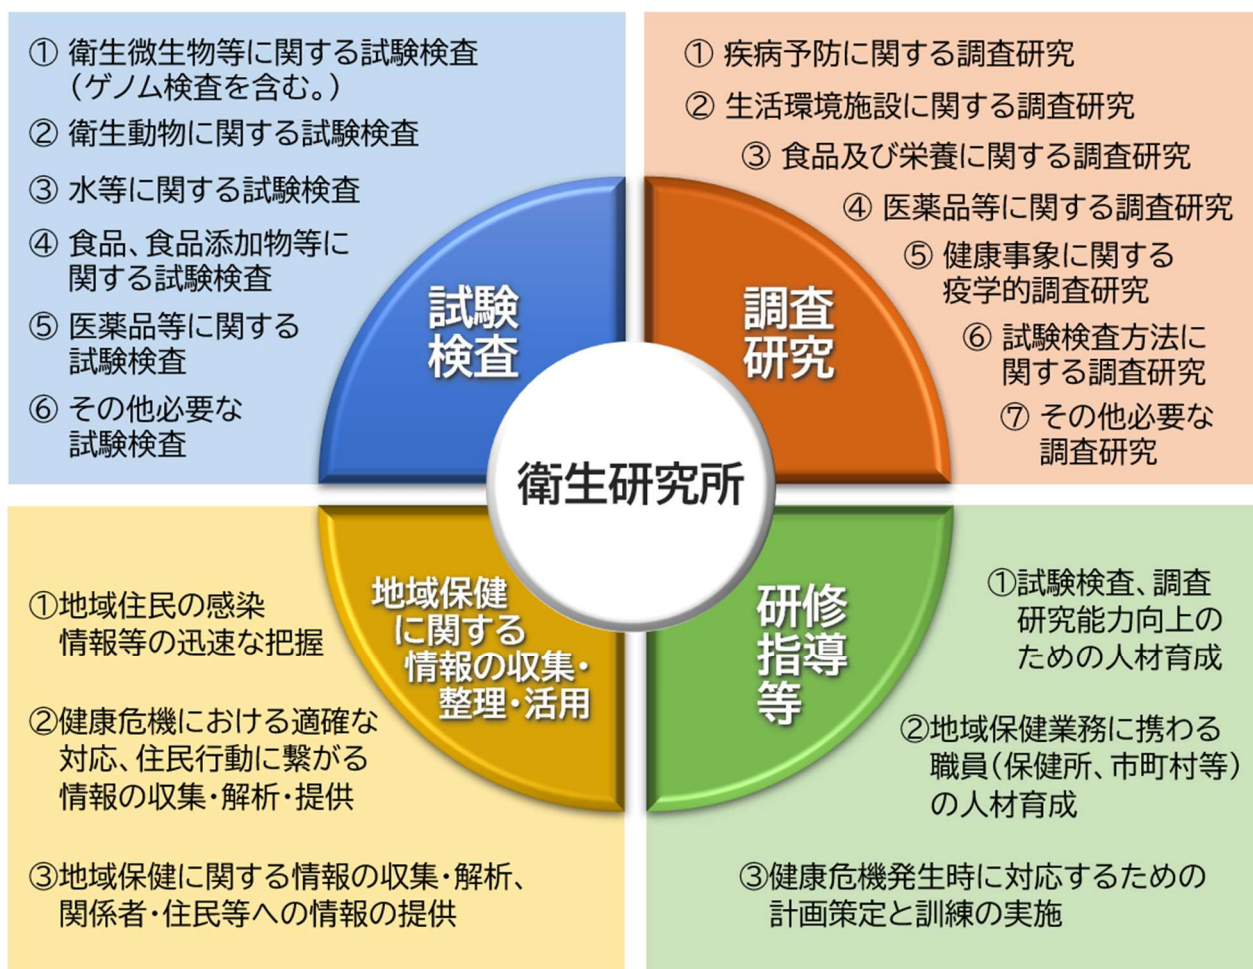 ① 衛生微生物等に関する試験検査
（ゲノム検査を含む。）
② 衛生動物に関する試験検査
③ 水等に関する試験検査
④ 食品、食品添加物等に
関する試験検査
⑤ 医薬品等に関する
試験検査
⑥ その他必要な
試験検査
試験
検査
① 疾病予防に関する調査研究
② 生活環境施設に関する調査研究
③ 食品及び栄養に関する調査研究
④ 医薬品等に関する調査研究
⑤ 健康事象に関する
疫学的調査研究
⑥ 試験検査方法に
関する調査研究
⑦ その他必要な
調査研究
調査
研究
衛生研究所
①地域住民の感染
情報等の迅速な把握
②健康危機における適確な
対応、住民行動に繋がる
情報の収集・解析・提供
③地域保健に関する情報の収集・解析、
関係者・住民等への情報の提供
地域保健
に関する
情報の収集・
整理・活用
研修
指導
等
①試験検査、調査
研究能力向上の
ための人材育成
②地域保健業務に携わる
職員（保健所、市町村等）
の人材育成
③健康危機発生時に対応するための
計画策定と訓練の実施